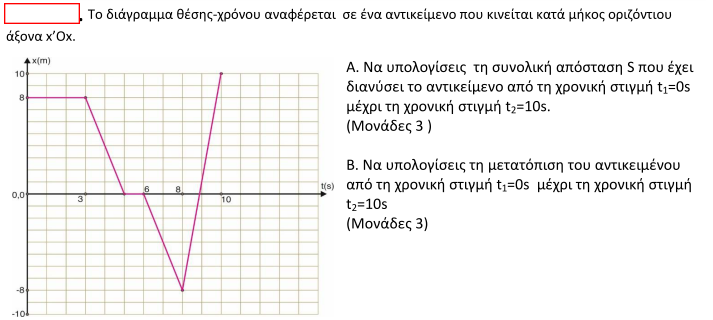 . Το διάγραμμα θέσης-χρόνου αναφέρεται σε ένα αντικείμενο που κινείται κατά μήκος οριζόντιου
άξονα x’Ox.
x(m)
10
8
0,0
3
6
8
10
t(s)
-8
-10
Α. Να υπολογίσεις τη συνολική απόσταση S που έχει
διανύσει το αντικείμενο από τη χρονική στιγμή t₁=0s
μέχρι τη χρονική στιγμή t₂=10s.
(Μονάδες 3 )
Β. Να υπολογίσεις τη μετατόπιση του αντικειμένου
από τη χρονική στιγμή t₁=0s μέχρι τη χρονική στιγμή
t₂=10s
(Μονάδες 3)